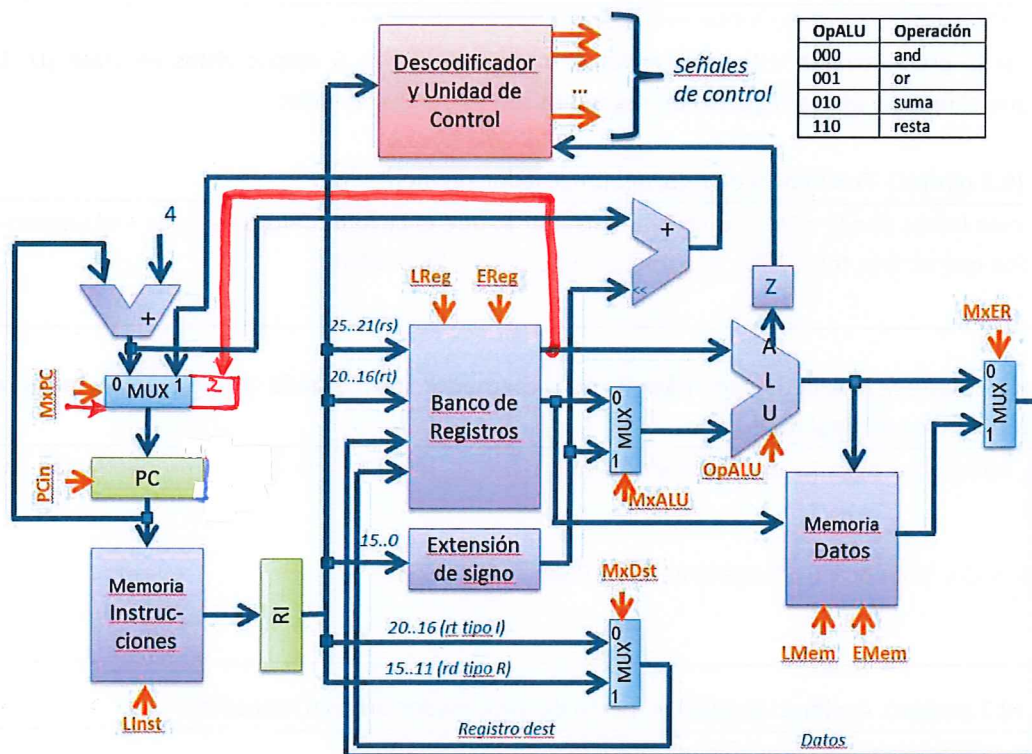 Descodificador
y Unidad de
Control
...
Señales
de control
OpALU Operación
000 and
001 or
010 suma
110 resta
4
+
+
<<
LReg
EReg
Z
MxER
25..21(rs)
20..16(rt)
0 MUX 1
2
MxPC
Banco de
Registros
0
MUX
1
A
L
U
0
MUX
1
PCin
PC
OpALU
MxALU
15..0
Extensión
de signo
Memoria
Datos
MxDst
Memoria
Instruc-
ciones
RI
20..16 (rt tipo I)
15..11 (rd tipo R)
0
MUX
1
LMem
EMem
LInst
Registro dest
Datos